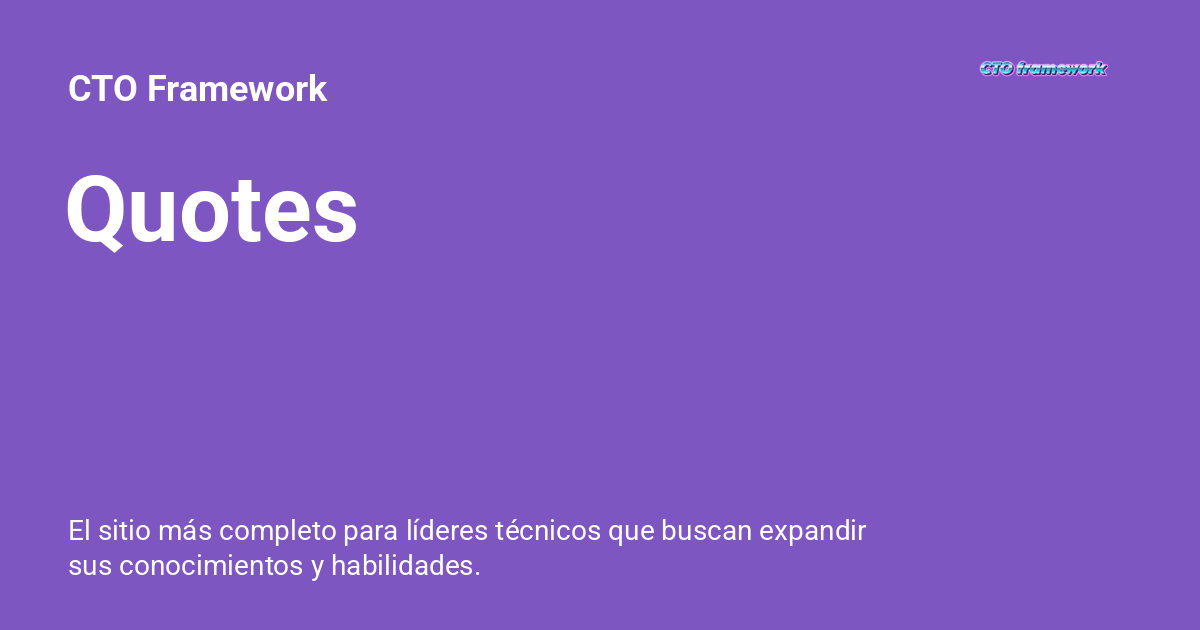 CTO Framework
CTO framework
Quotes
El sitio más completo para líderes técnicos que buscan expandir
sus conocimientos y habilidades.